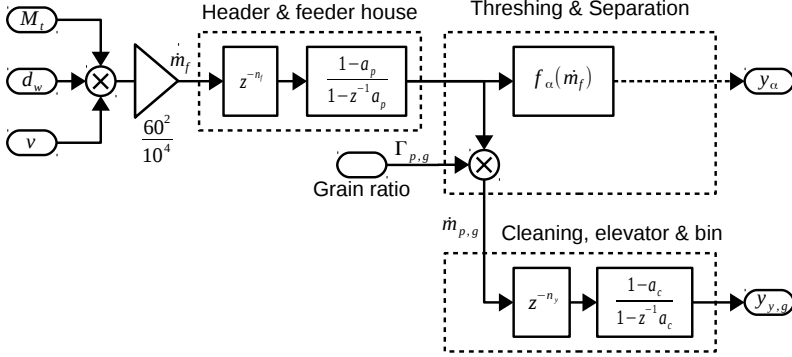 Header & feeder house
Threshing & Separation
M_t
d_w
v
ṁ_f
60^2
10^4
z^{-n_f}
1-a_p
1-z^{-1}a_p
f_α(ṁ_f)
y_α
Γ_{p,g}
Grain ratio
ṁ_{p,g}
Cleaning, elevator & bin
z^{-n_y}
1-a_c
1-z^{-1}a_c
y_{y,g}